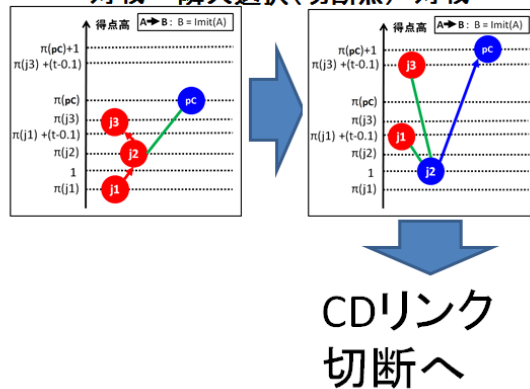 得点高
A➔B : B = Imit(A)
π(pc)+1
π(j3) +(t-0.1)
π(pc)
π(j3)
π(j1) +(t-0.1)
π(j2)
1
π(j1)
pC
j3
j2
j1
得点高
A➔B : B = Imit(A)
π(pc)+1
π(j3) +(t-0.1)
π(pc)
π(j3)
π(j1) +(t-0.1)
π(j2)
1
π(j1)
pC
j3
j1
j2
CDリンク
切断へ